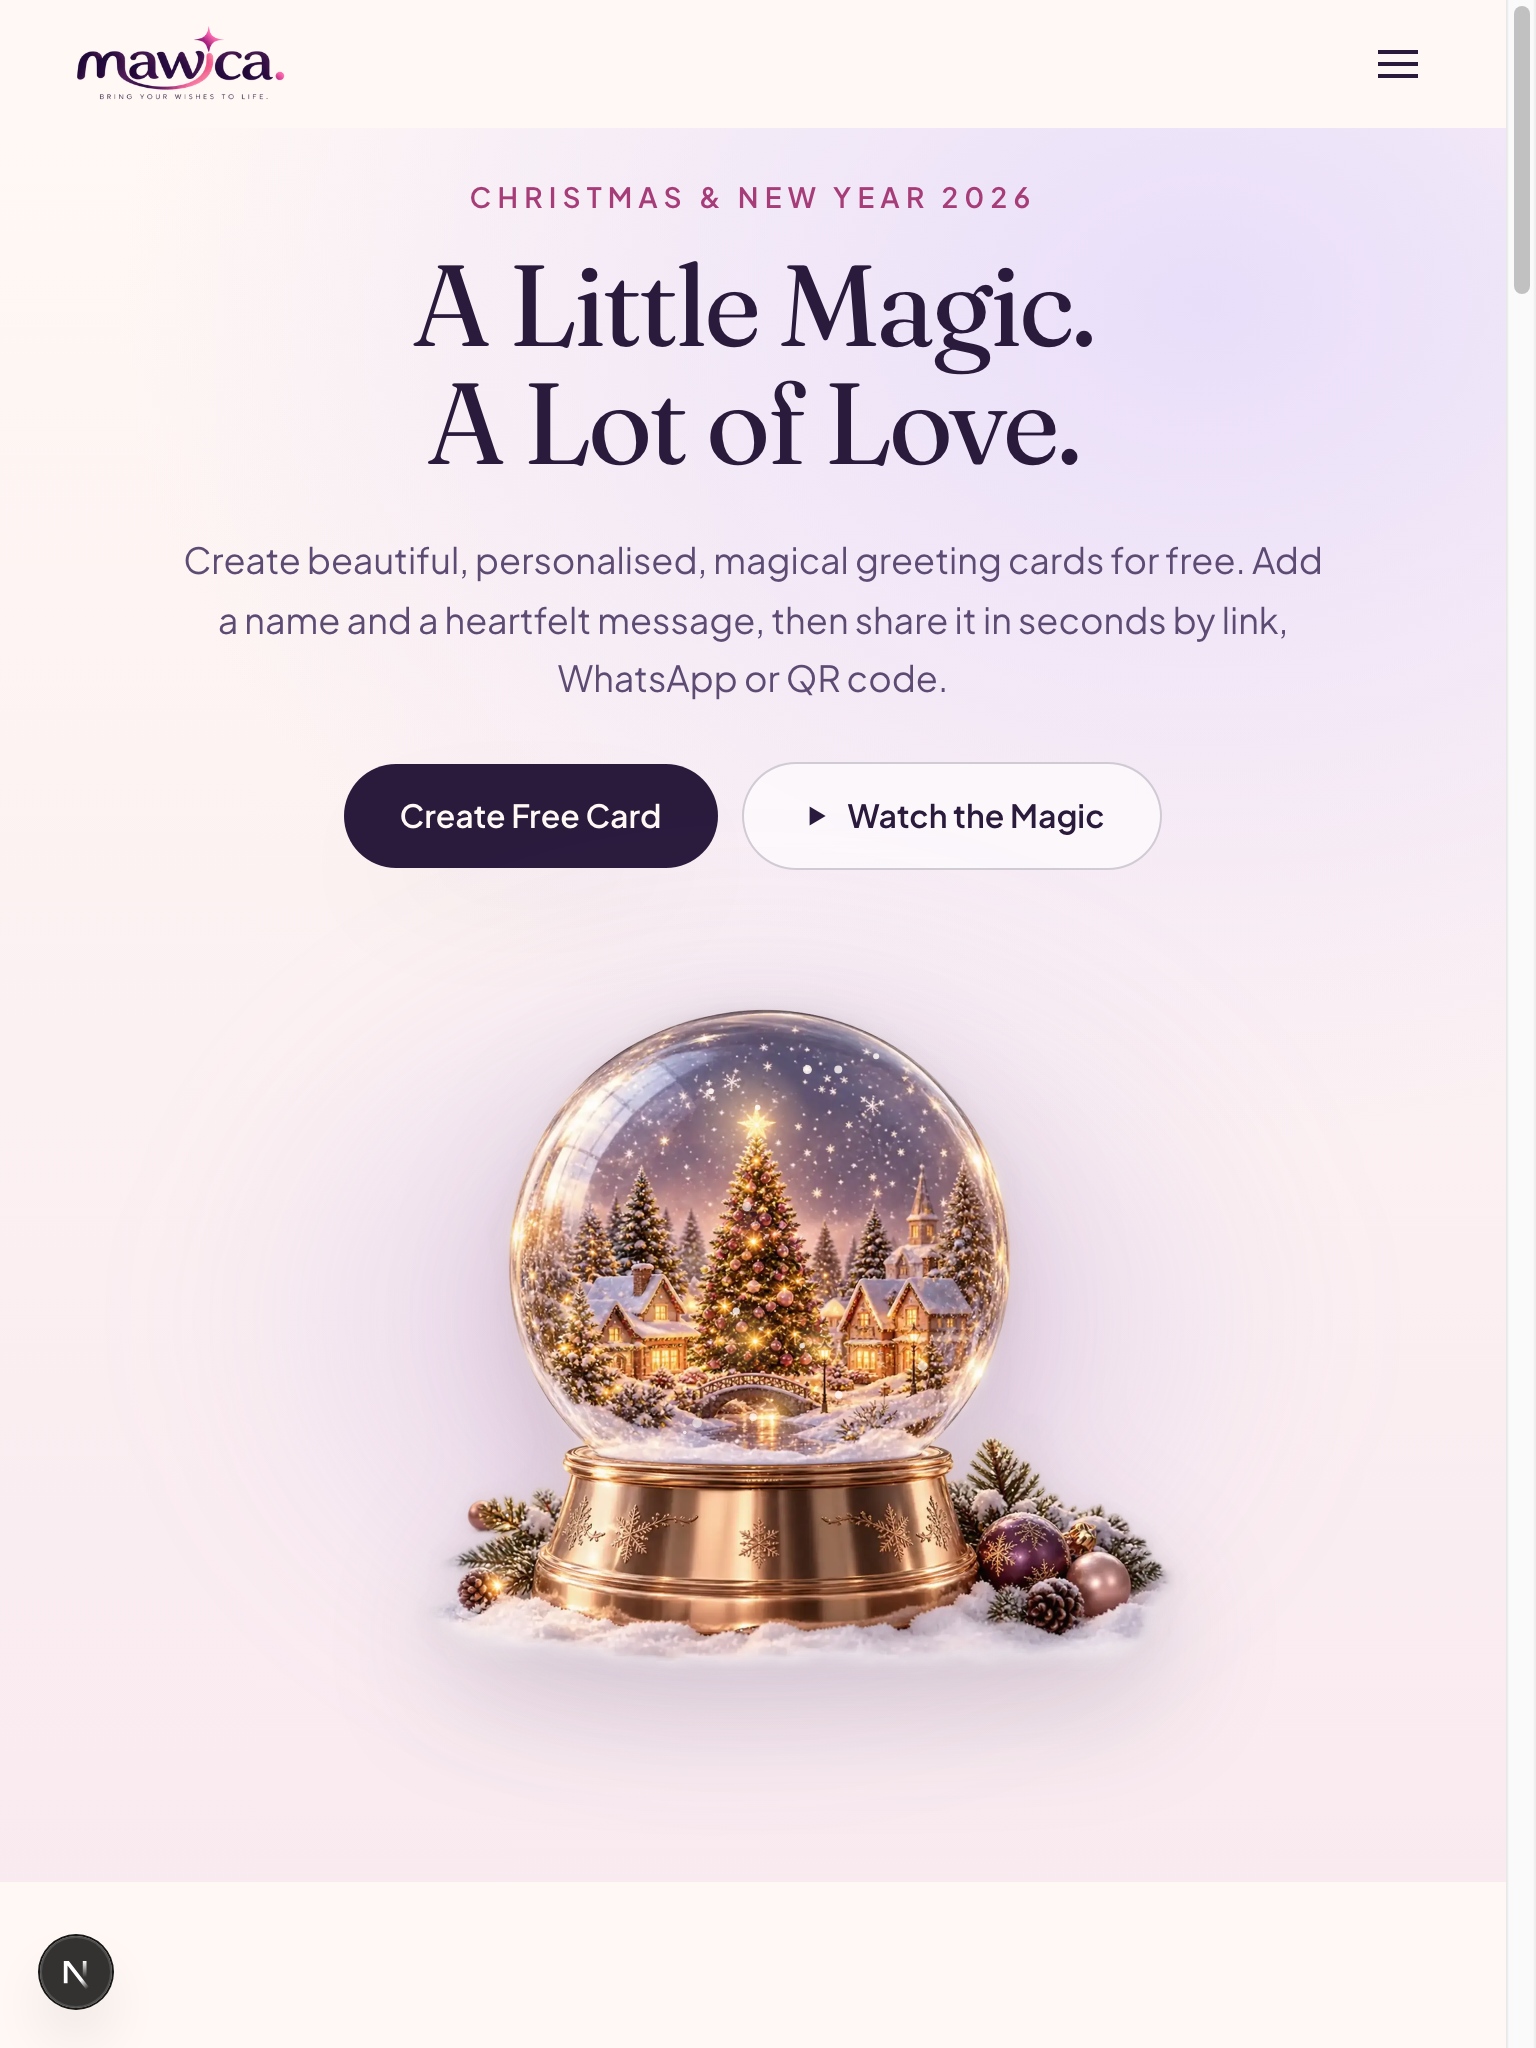 mawica.
BRING YOUR WISHES TO LIFE.
CHRISTMAS & NEW YEAR 2026
A Little Magic.
A Lot of Love.
Create beautiful, personalised, magical greeting cards for free. Add
a name and a heartfelt message, then share it in seconds by link,
WhatsApp or QR code.
Create Free Card
Watch the Magic
N